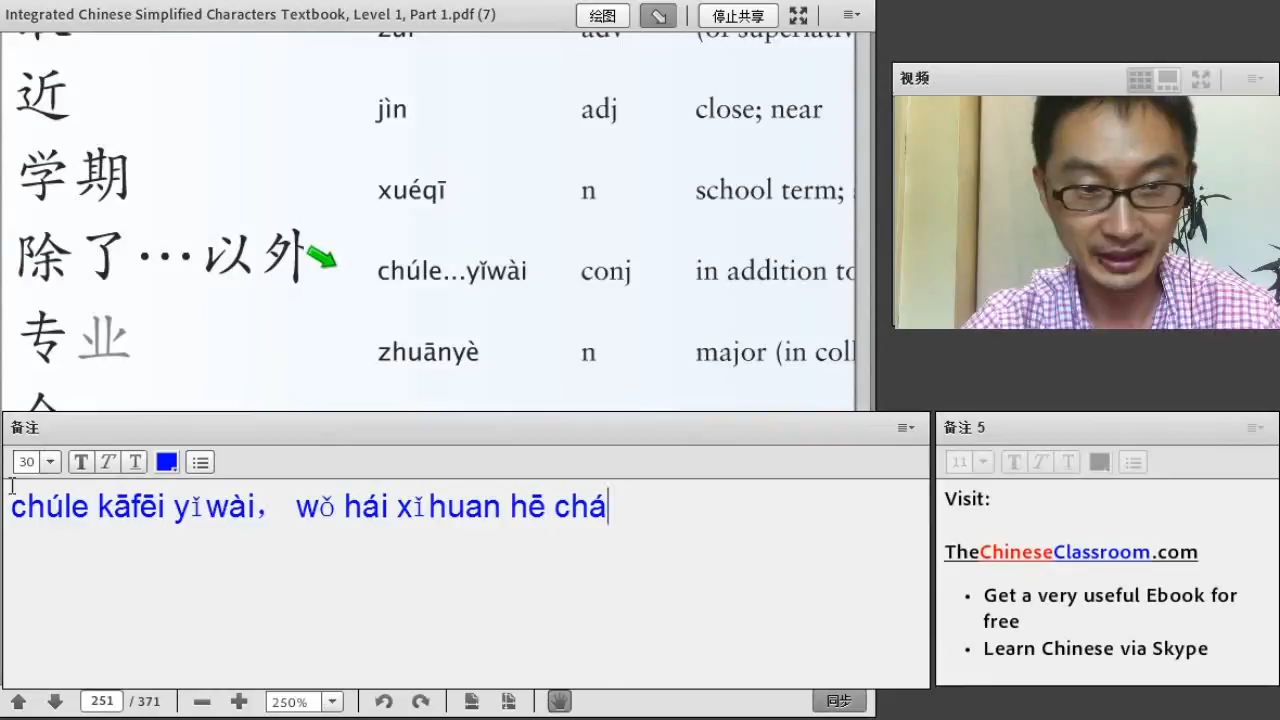 Integrated Chinese Simplified Characters Textbook, Level 1, Part 1.pdf (7)
绘图
停止共享
视频
近 jìn adj close; near
学期 xuéqī n school term;
除了···以外 chúle...yǐwài conj in addition to
专业 zhuānyè n major (in coll
备注
30
T T T
chúle kāfēi yǐwài， wǒ hái xǐhuan hē chá
备注 5
11
T T T
Visit:
TheChineseClassroom.com
• Get a very useful Ebook for
free
• Learn Chinese via Skype
251 / 371
250%
同步